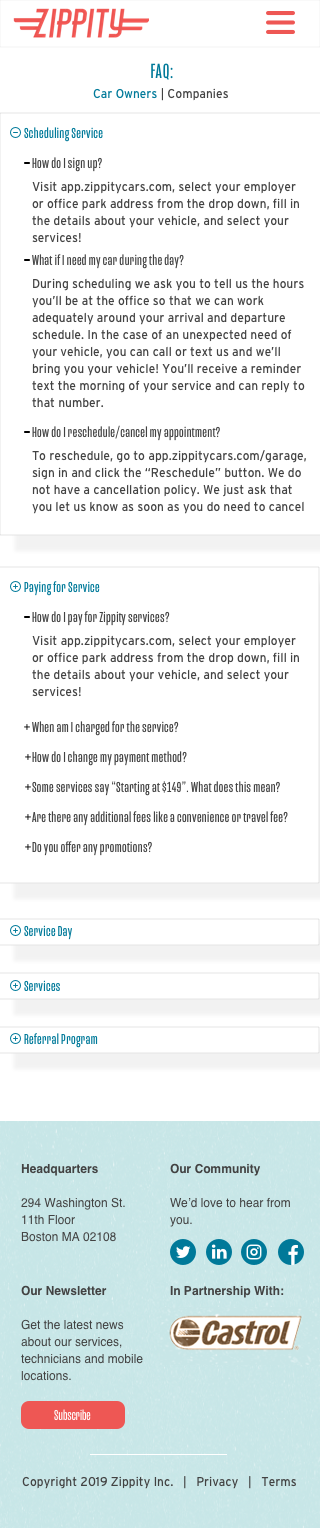 ZIPPITY
FAQ:
Car Owners | Companies
Scheduling Service
How do I sign up?
Visit app.zippitycars.com, select your employer
or office park address from the drop down, fill in
the details about your vehicle, and select your
services!
What if I need my car during the day?
During scheduling we ask you to tell us the hours
you’ll be at the office so that we can work
adequately around your arrival and departure
schedule. In the case of an unexpected need of
your vehicle, you can call or text us and we’ll
bring you your vehicle! You’ll receive a reminder
text the morning of your service and can reply to
that number.
How do I reschedule/cancel my appointment?
To reschedule, go to app.zippitycars.com/garage,
sign in and click the “Reschedule” button. We do
not have a cancellation policy. We just ask that
you let us know as soon as you do need to cancel
Paying for Service
How do I pay for Zippity services?
Visit app.zippitycars.com, select your employer
or office park address from the drop down, fill in
the details about your vehicle, and select your
services!
+When am I charged for the service?
+How do I change my payment method?
+Some services say “Starting at $149”. What does this mean?
+Are there any additional fees like a convenience or travel fee?
+Do you offer any promotions?
Service Day
Services
Referral Program
Headquarters
294 Washington St.
11th Floor
Boston MA 02108
Our Community
We’d love to hear from
you.
Our Newsletter
Get the latest news
about our services,
technicians and mobile
locations.
Subscribe
In Partnership With:
Castrol
Copyright 2019 Zippity Inc. | Privacy | Terms